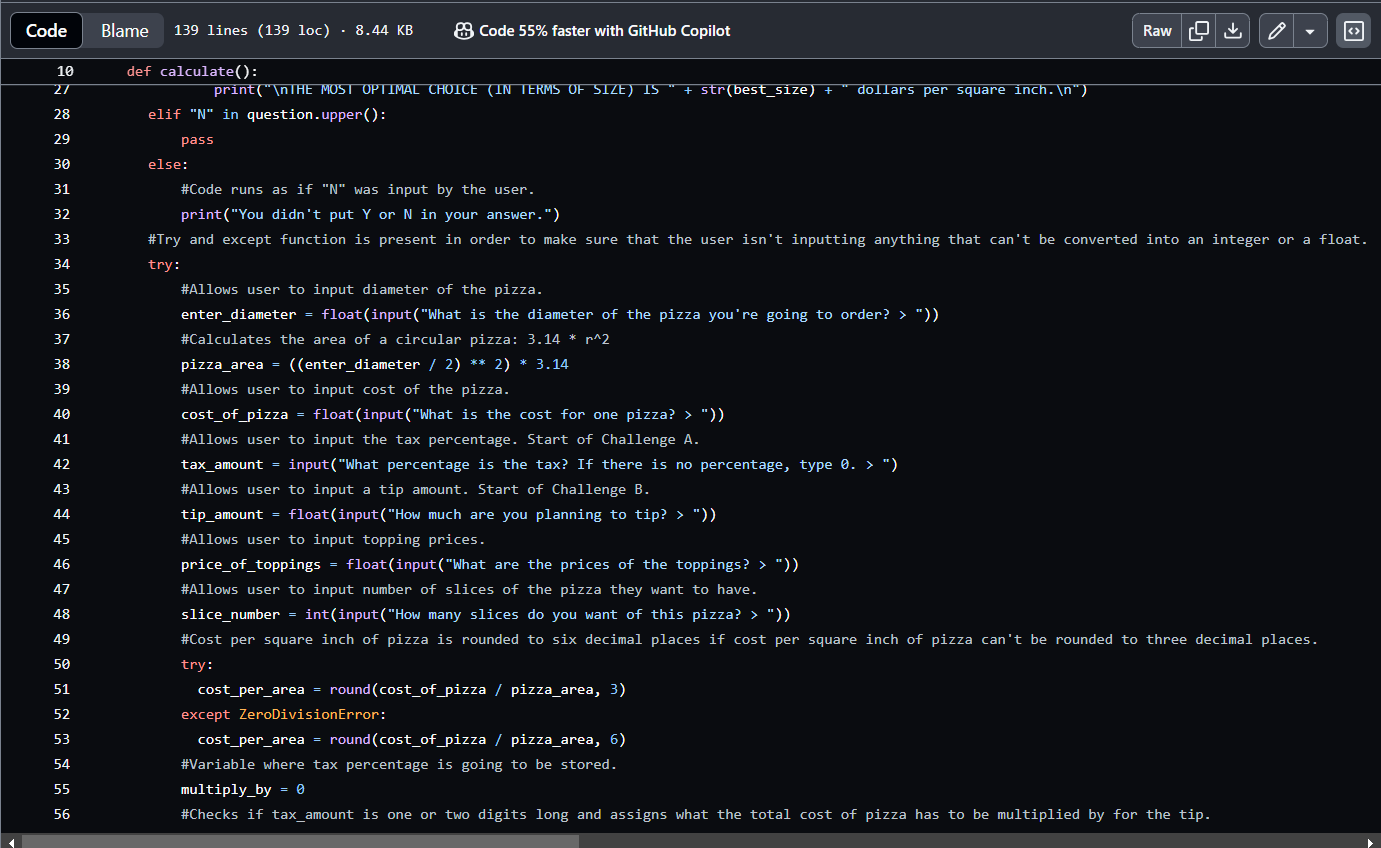 Code Blame 139 lines (139 loc) · 8.44 KB Code 55% faster with GitHub Copilot Raw
10 def calculate():
27 print("\nTHE MOST OPTIMAL CHOICE (IN TERMS OF SIZE) IS " + str(best_size) + " dollars per square inch.\n")
28 elif "N" in question.upper():
29 pass
30 else:
31 #Code runs as if "N" was input by the user.
32 print("You didn't put Y or N in your answer.")
33 #Try and except function is present in order to make sure that the user isn't inputting anything that can't be converted into an integer or a float.
34 try:
35 #Allows user to input diameter of the pizza.
36 enter_diameter = float(input("What is the diameter of the pizza you're going to order? > "))
37 #Calculates the area of a circular pizza: 3.14 * r^2
38 pizza_area = ((enter_diameter / 2) ** 2) * 3.14
39 #Allows user to input cost of the pizza.
40 cost_of_pizza = float(input("What is the cost for one pizza? > "))
41 #Allows user to input the tax percentage. Start of Challenge A.
42 tax_amount = input("What percentage is the tax? If there is no percentage, type 0. > ")
43 #Allows user to input a tip amount. Start of Challenge B.
44 tip_amount = float(input("How much are you planning to tip? > "))
45 #Allows user to input topping prices.
46 price_of_toppings = float(input("What are the prices of the toppings? > "))
47 #Allows user to input number of slices of the pizza they want to have.
48 slice_number = int(input("How many slices do you want of this pizza? > "))
49 #Cost per square inch of pizza is rounded to six decimal places if cost per square inch of pizza can't be rounded to three decimal places.
50 try:
51 cost_per_area = round(cost_of_pizza / pizza_area, 3)
52 except ZeroDivisionError:
53 cost_per_area = round(cost_of_pizza / pizza_area, 6)
54 #Variable where tax percentage is going to be stored.
55 multiply_by = 0
56 #Checks if tax_amount is one or two digits long and assigns what the total cost of pizza has to be multiplied by for the tip.